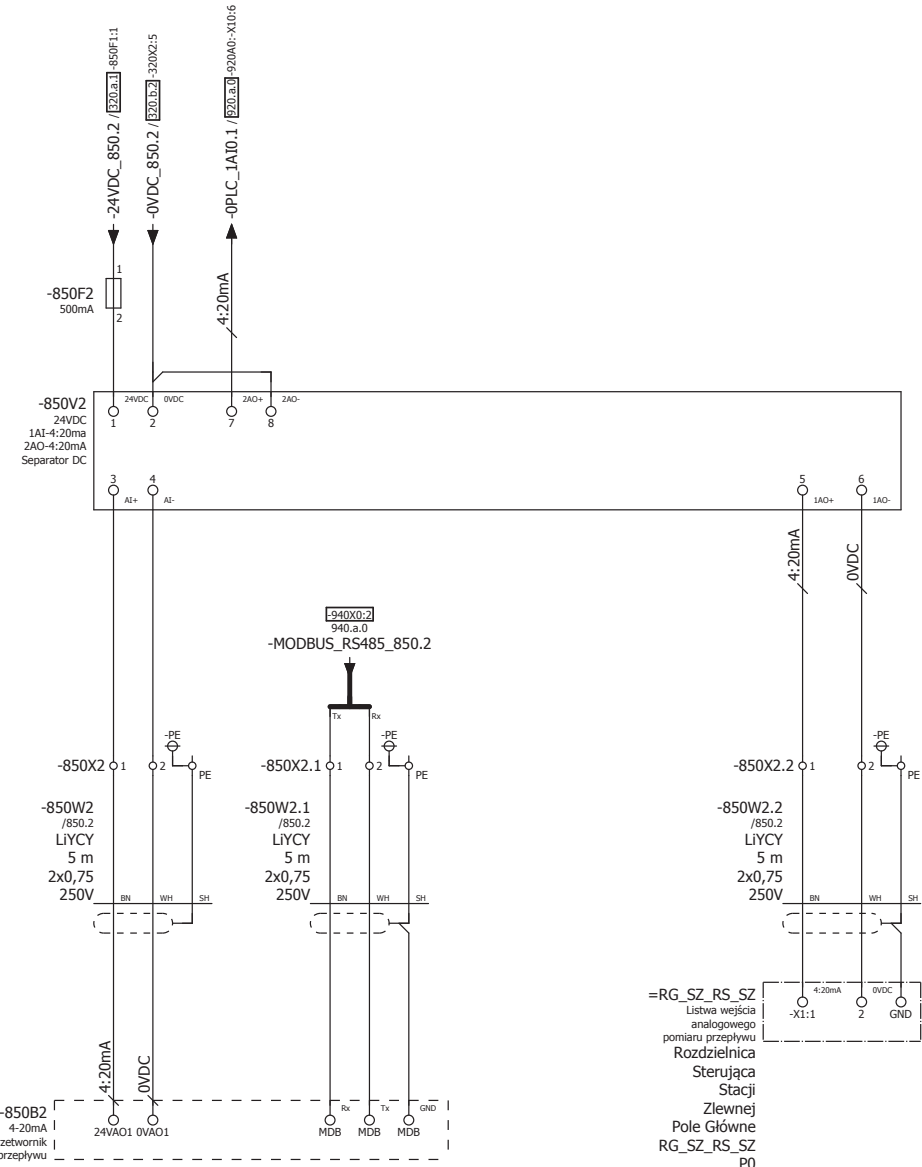 -24VDC_850.2 / 320.a.1 -850F1:1
-0VDC_850.2 / 320.b.2 -320X2:5
-0PLC_1AI0.1 / 920.a.0 -920A0:-X10:6
1
-850F2
500mA
2
4:20mA
-850V2
24VDC
1AI-4:20ma
2AO-4:20mA
Separator DC
24VDC
0VDC
2AO+
2AO-
1
2
7
8
3
4
AI+
AI-
5
6
1AO+
1AO-
4:20mA
0VDC
-940X0:2
940.a.0
-MODBUS_RS485_850.2
Tx
Rx
-850X2
1
2
-PE
PE
-850X2.1
1
2
-PE
PE
-850X2.2
1
2
-PE
PE
-850W2
/850.2
LiYCY
5 m
2x0,75
250V
BN
WH
SH
-850W2.1
/850.2
LiYCY
5 m
2x0,75
250V
BN
WH
SH
-850W2.2
/850.2
LiYCY
5 m
2x0,75
250V
BN
WH
SH
=RG_SZ_RS_SZ
Listwa wejścia
analogowego
pomiaru przepływu
Rozdzielnica
Sterująca
Stacji
Zlewnej
Pole Główne
RG_SZ_RS_SZ
P0
4:20mA
0VDC
-X1:1
2
GND
4:20mA
0VDC
-850B2
4-20mA
zetwornik
przepływu
24VAO1
0VAO1
Rx
Tx
GND
MDB
MDB
MDB